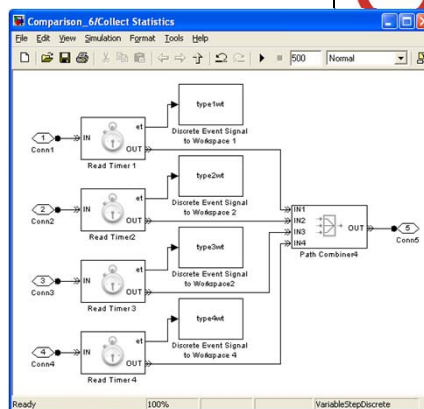 Comparison_6/Collect Statistics
File Edit View Simulation Format Tools Help
500 Normal
1
Conn1
IN
et
OUT
Read Timer 1
type1wt
Discrete Event Signal
to Workspace 1
2
Conn2
IN
et
OUT
Read Timer2
type2wt
Discrete Event Signal
to Workspace 2
3
Conn3
IN
et
OUT
Read Timer3
type3wt
Discrete Event Signal
to Workspace2
4
Conn4
IN
et
OUT
Read Timer4
type4wt
Discrete Event Signal
to Workspace 4
IN1
IN2
IN3
IN4
OUT
Path Combiner4
5
Conn5
Ready 100% VariableStepDiscrete